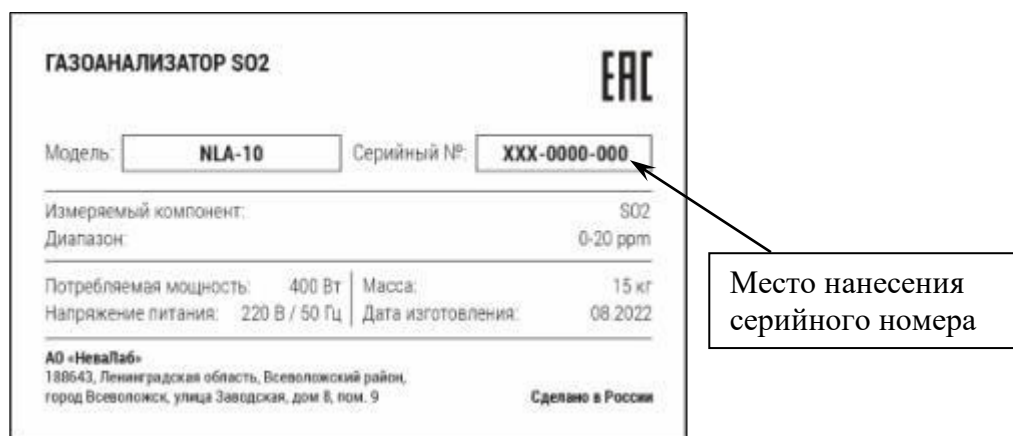 ГАЗОАНАЛИЗАТОР SO2
EAC
Модель: NLA-10 Серийный №: XXX-0000-000
Измеряемый компонент: SO2
Диапазон: 0-20 ppm
Потребляемая мощность: 400 Вт Масса: 15 кг
Напряжение питания: 220 В / 50 Гц Дата изготовления: 08.2022
АО «НеваЛаб»
188643, Ленинградская область, Всеволожский район,
город Всеволожск, улица Заводская, дом 8, пом. 9 Сделано в России
Место нанесения
серийного номера